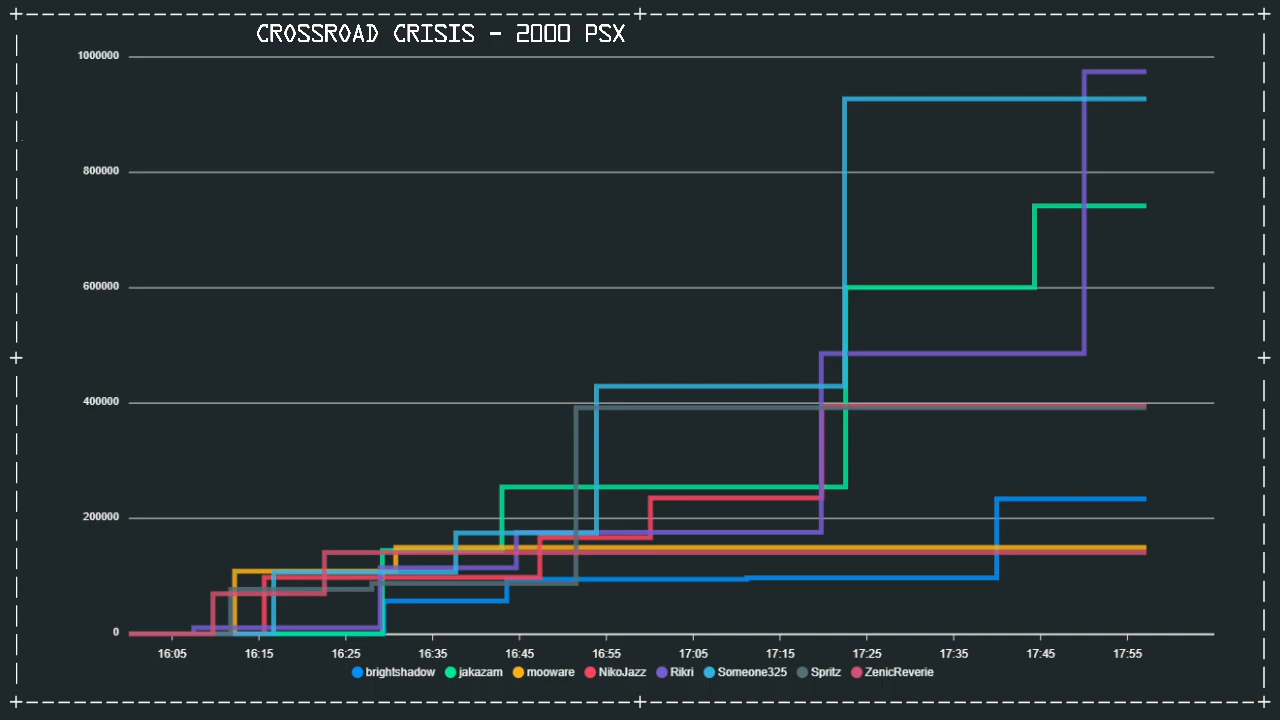 CROSSROAD CRISIS - 2000 PSX
1000000
800000
600000
400000
200000
0
16:05 16:15 16:25 16:35 16:45 16:55 17:05 17:15 17:25 17:35 17:45 17:55
brightshadow jakazam mooware NikoJazz Rikri Someone325 Spritz ZenicReverie